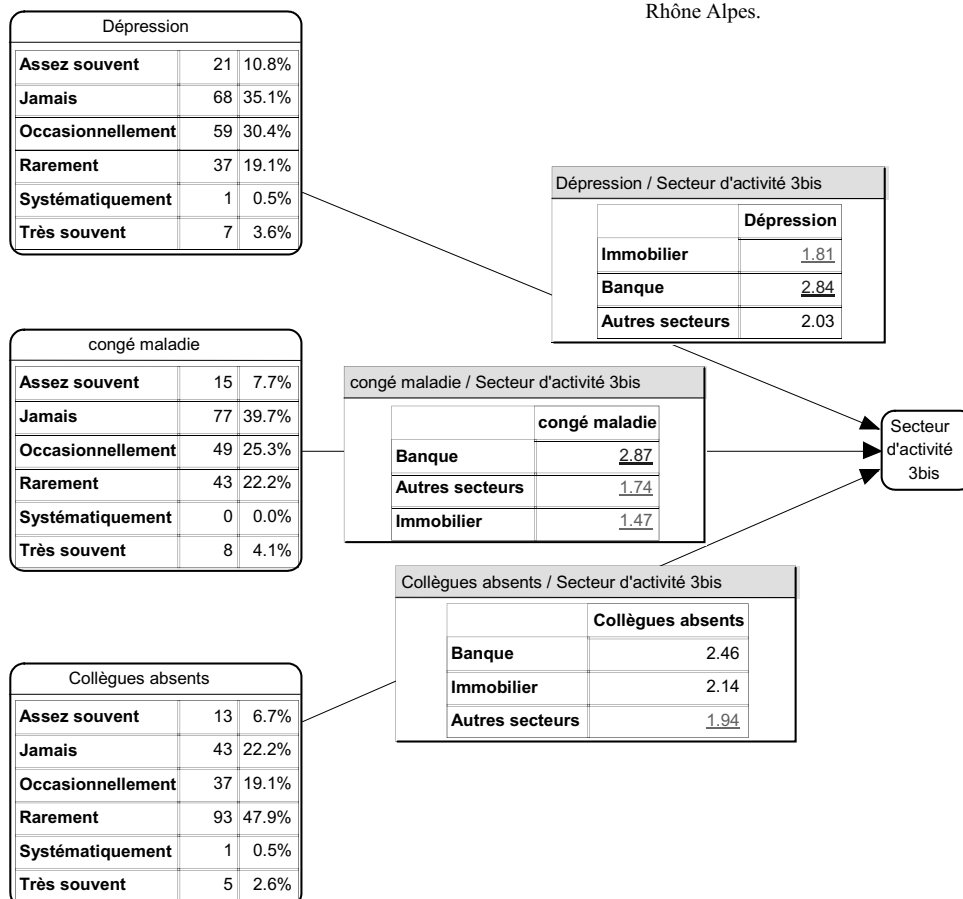 Rhône Alpes.
Dépression
Assez souvent 21 10.8%
Jamais 68 35.1%
Occasionnellement 59 30.4%
Rarement 37 19.1%
Systématiquement 1 0.5%
Très souvent 7 3.6%
Dépression / Secteur d'activité 3bis
Dépression
Immobilier 1.81
Banque 2.84
Autres secteurs 2.03
congé maladie
Assez souvent 15 7.7%
Jamais 77 39.7%
Occasionnellement 49 25.3%
Rarement 43 22.2%
Systématiquement 0 0.0%
Très souvent 8 4.1%
congé maladie / Secteur d'activité 3bis
congé maladie
Banque 2.87
Autres secteurs 1.74
Immobilier 1.47
Secteur
d'activité
3bis
Collègues absents / Secteur d'activité 3bis
Collègues absents
Banque 2.46
Immobilier 2.14
Autres secteurs 1.94
Collègues absents
Assez souvent 13 6.7%
Jamais 43 22.2%
Occasionnellement 37 19.1%
Rarement 93 47.9%
Systématiquement 1 0.5%
Très souvent 5 2.6%